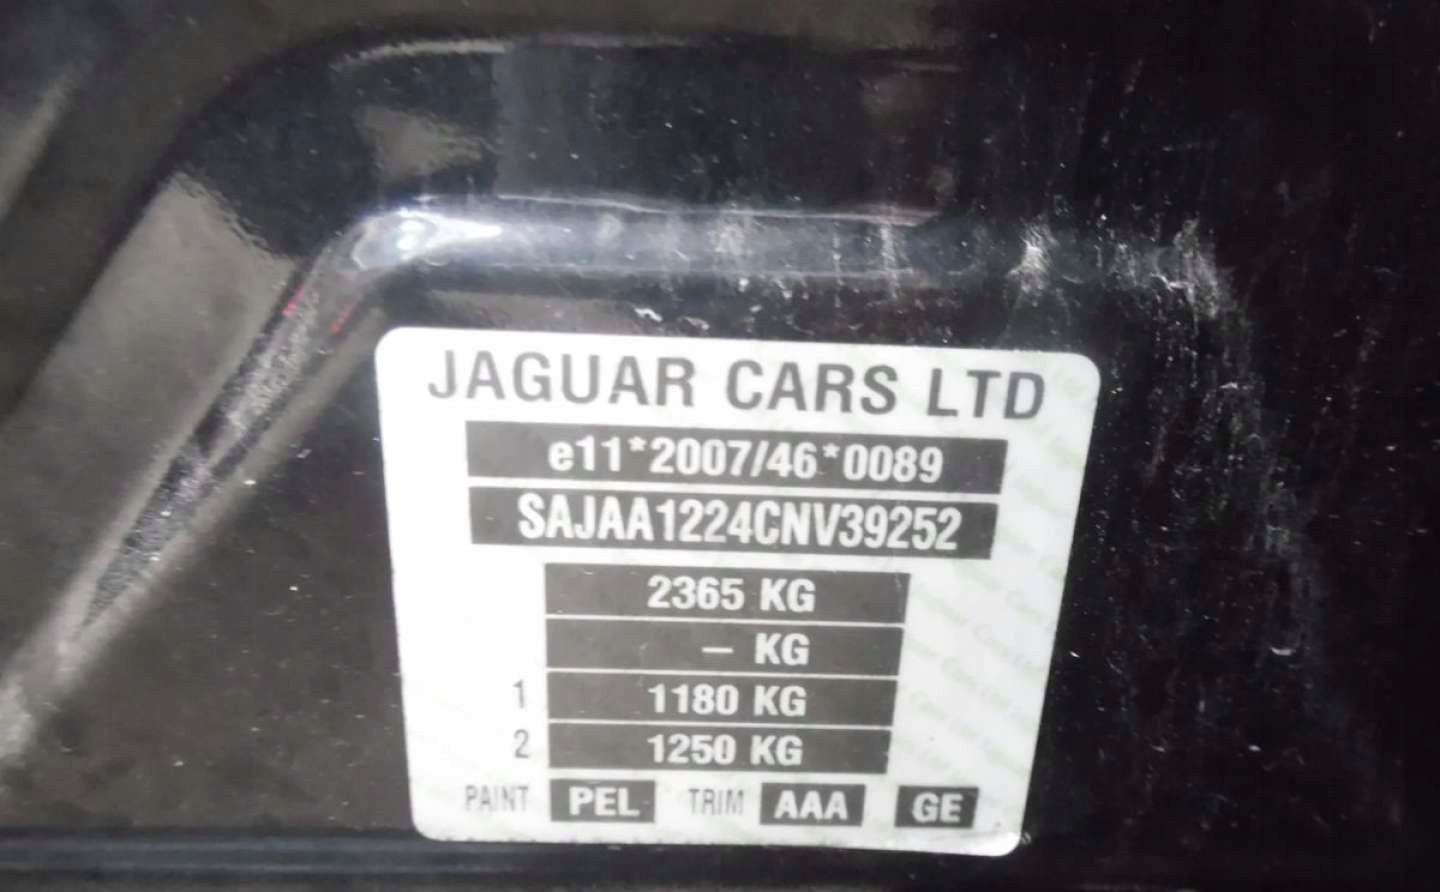 JAGUAR CARS LTD
e11*2007/46*0089
SAJAA1224CNV39252
2365 KG
– KG
1 1180 KG
2 1250 KG
PAINT PEL TRIM AAA GE